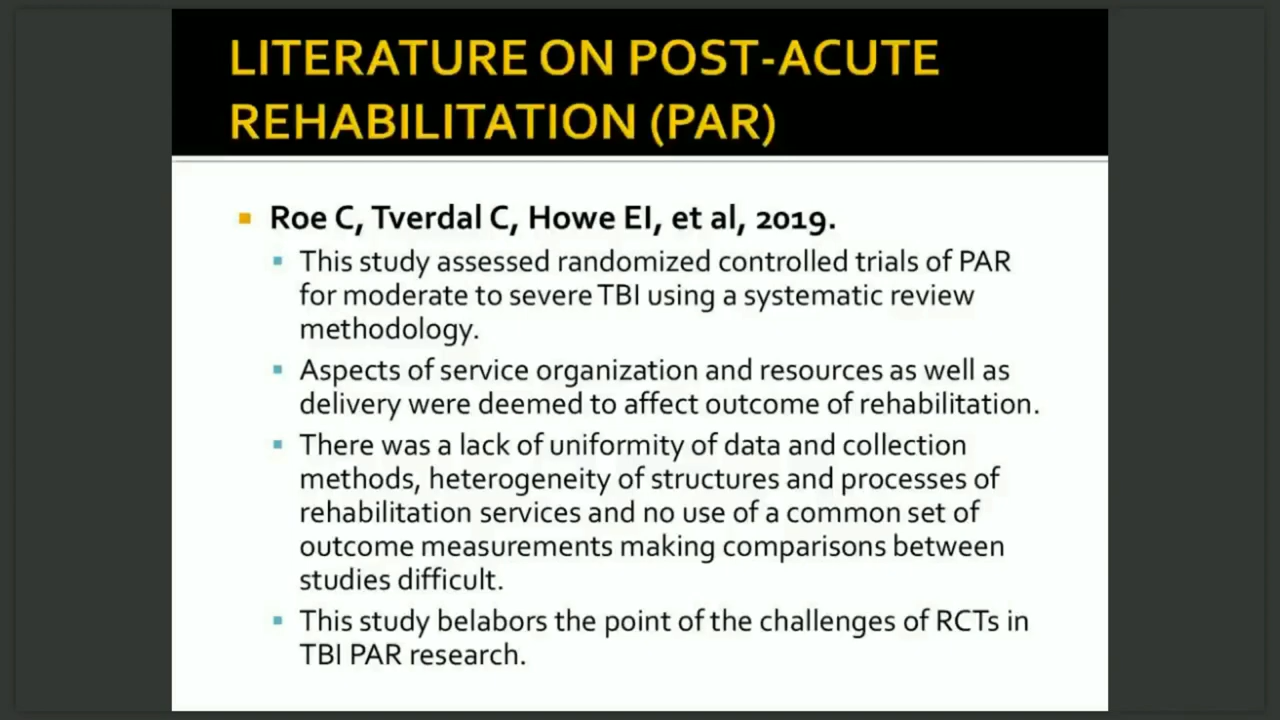 LITERATURE ON POST-ACUTE
REHABILITATION (PAR)
Roe C, Tverdal C, Howe EI, et al, 2019.
This study assessed randomized controlled trials of PAR
for moderate to severe TBI using a systematic review
methodology.
Aspects of service organization and resources as well as
delivery were deemed to affect outcome of rehabilitation.
There was a lack of uniformity of data and collection
methods, heterogeneity of structures and processes of
rehabilitation services and no use of a common set of
outcome measurements making comparisons between
studies difficult.
This study belabors the point of the challenges of RCTs in
TBI PAR research.